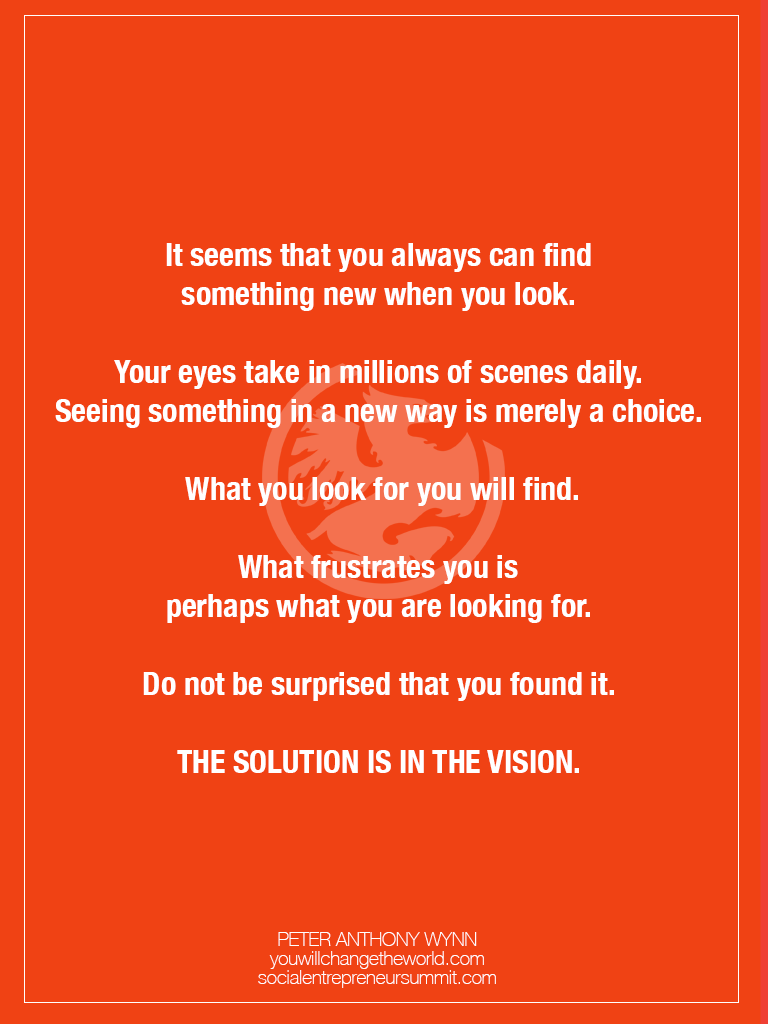 It seems that you always can find
something new when you look.
Your eyes take in millions of scenes daily.
Seeing something in a new way is merely a choice.
What you look for you will find.
What frustrates you is
perhaps what you are looking for.
Do not be surprised that you found it.
THE SOLUTION IS IN THE VISION.
PETER ANTHONY WYNN
youwillchangetheworld.com
socialentrepreneursummit.com